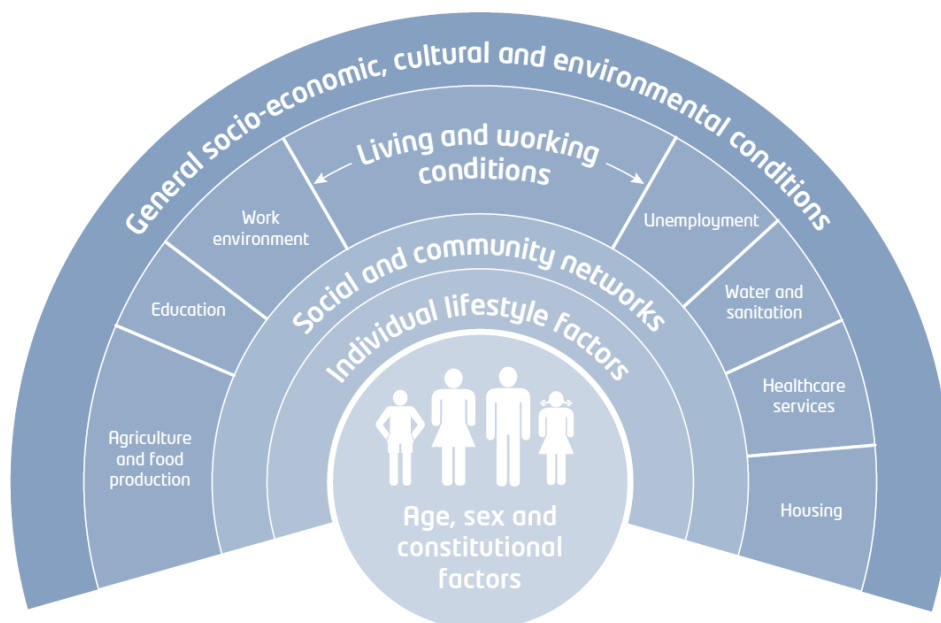 General socio-economic, cultural and environmental conditions
Living and working
conditions
Work
environment
Unemployment
Education
Water and
sanitation
Agriculture
and food
production
Healthcare
services
Housing
Social and community networks
Individual lifestyle factors
Age, sex and
constitutional
factors